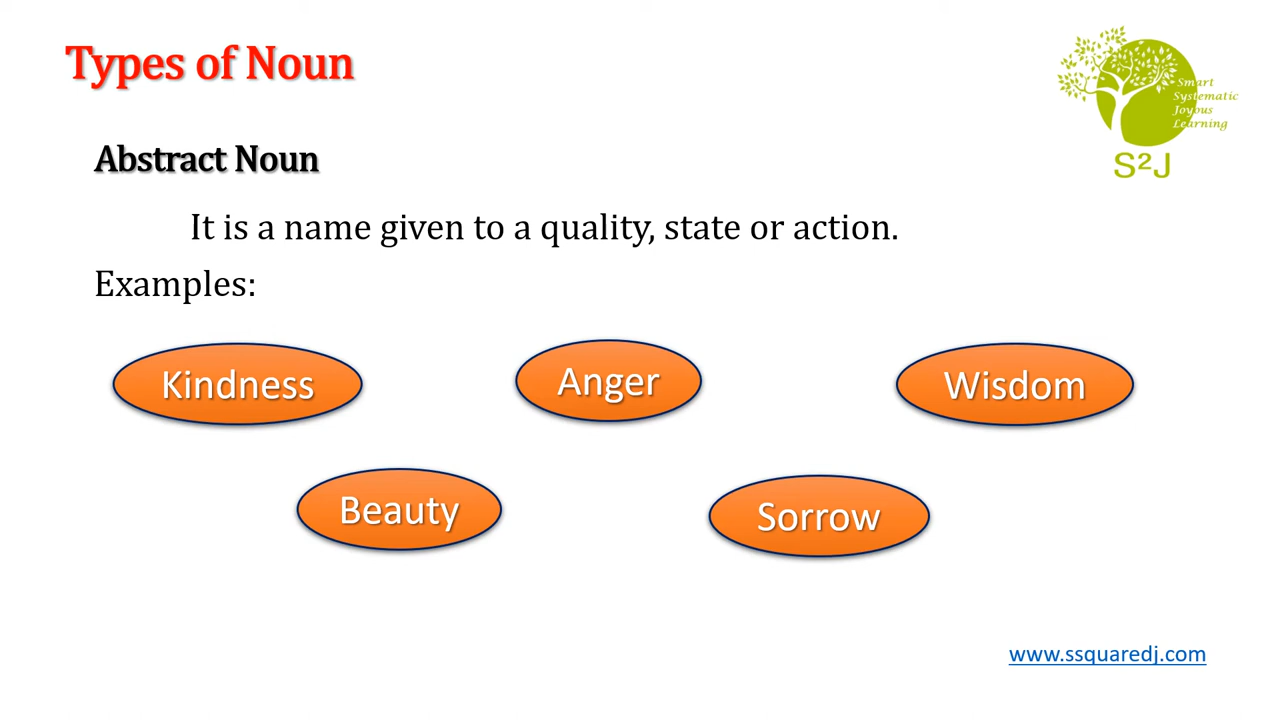 Types of Noun
Smart
Systematic
Joyous
Learning
S²J
Abstract Noun
It is a name given to a quality, state or action.
Examples:
Kindness
Anger
Wisdom
Beauty
Sorrow
www.ssquaredj.com